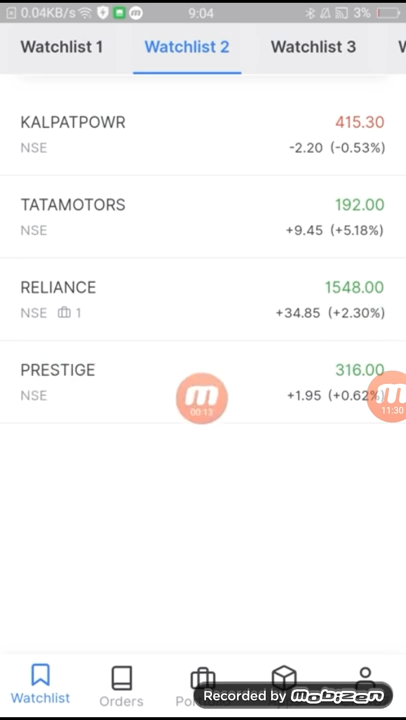 0.04KB/s 9:04 3%
Watchlist 1 Watchlist 2 Watchlist 3
KALPATPOWR 415.30
NSE -2.20 (-0.53%)
TATAMOTORS 192.00
NSE +9.45 (+5.18%)
RELIANCE 1548.00
NSE 1 +34.85 (+2.30%)
PRESTIGE 316.00
NSE +1.95 (+0.62%)
00:13 11:30
Watchlist Orders
Recorded by Mobizen